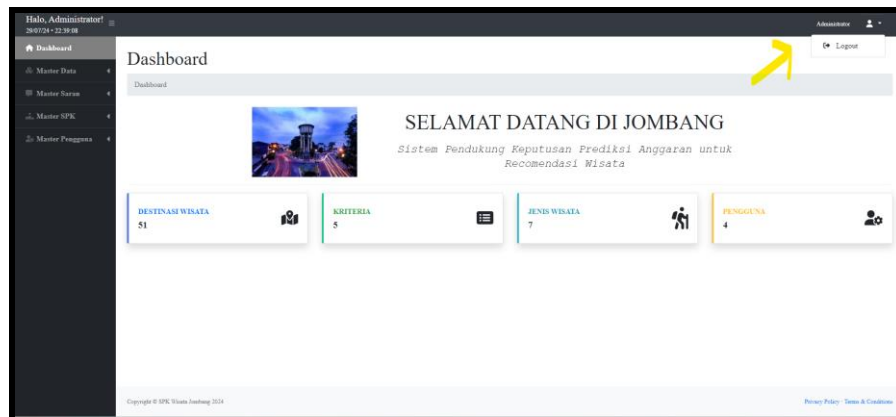 Halo, Administrator!
29/07/24 - 22:39:08
Administrator
Logout
Dashboard
Master Data
Master Saran
Master SPK
Master Pengguna
Dashboard
Dashboard
SELAMAT DATANG DI JOMBANG
Sistem Pendukung Keputusan Prediksi Anggaran untuk
Recomendasi Wisata
DESTINASI WISATA
51
KRITERIA
5
JENIS WISATA
7
PENGGUNA
4
Copyright © SPK Wisata Jombang 2024
Privacy Policy · Terms & Conditions